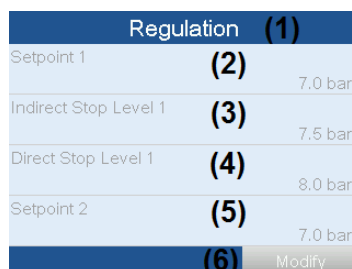 Regulation (1)
Setpoint 1 (2)
7.0 bar
Indirect Stop Level 1 (3)
7.5 bar
Direct Stop Level 1 (4)
8.0 bar
Setpoint 2 (5)
7.0 bar
(6) Modify